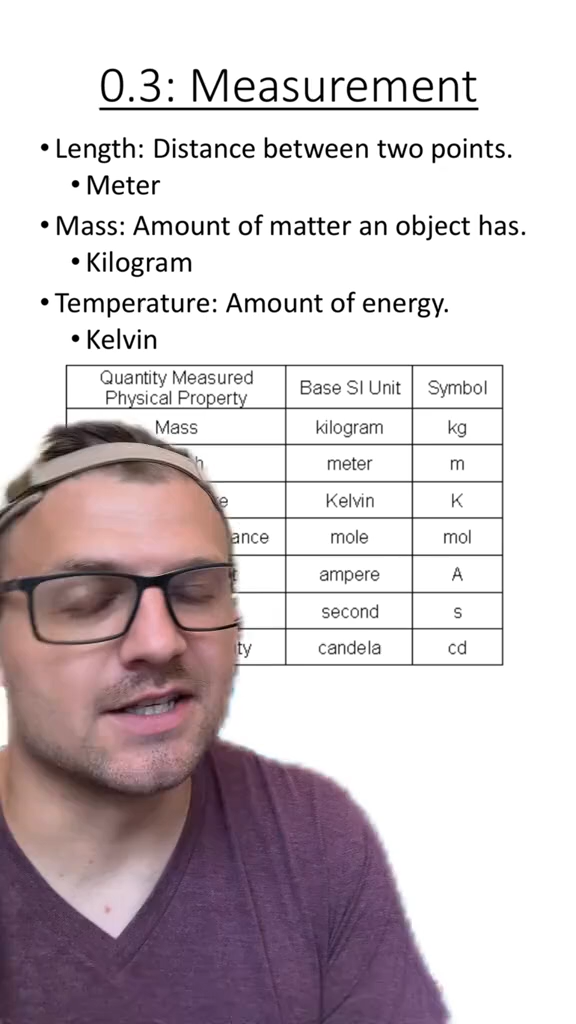 0.3: Measurement
• Length: Distance between two points.
• Meter
• Mass: Amount of matter an object has.
• Kilogram
• Temperature: Amount of energy.
• Kelvin
Quantity Measured
Physical Property
Base SI Unit
Symbol
Mass kilogram kg
meter m
Kelvin K
mole mol
ampere A
second s
candela cd